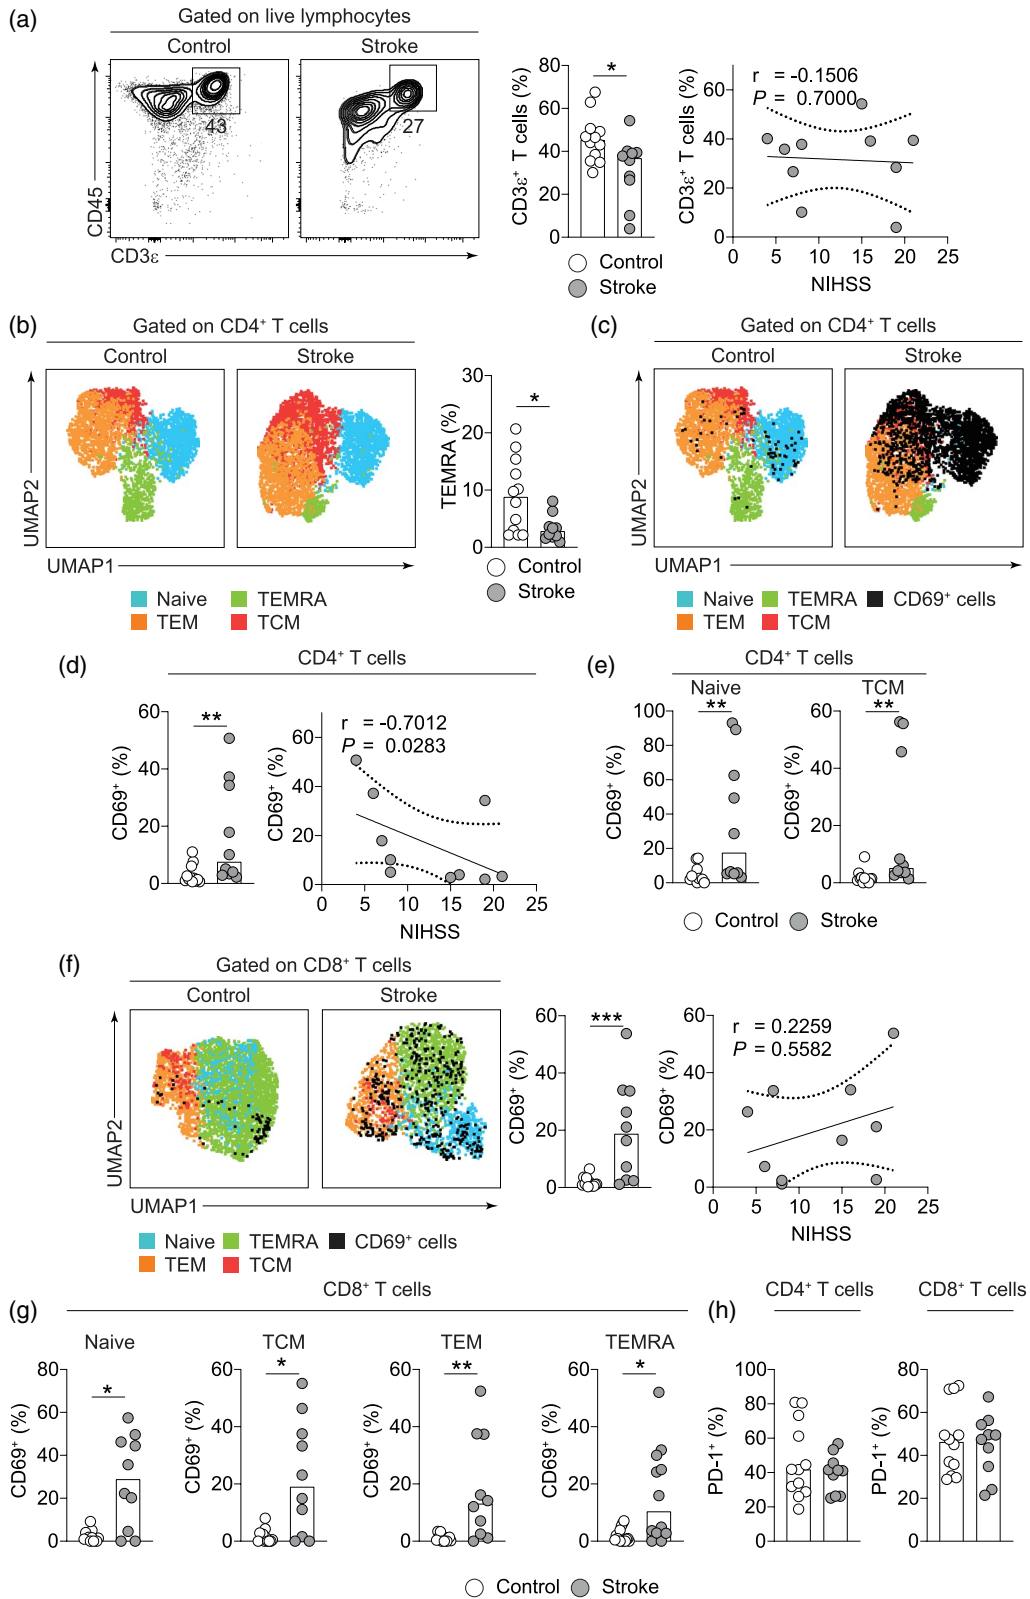 (a)
Gated on live lymphocytes
Control Stroke
CD45
43
27
CD3ε
CD3ε⁺ T cells (%)
80
60
40
20
0
*
Control
Stroke
CD3ε⁺ T cells (%)
80
60
40
20
0
r = -0.1506
P = 0.7000
0 5 10 15 20 25
NIHSS
(b)
Gated on CD4⁺ T cells
Control Stroke
UMAP2
UMAP1
Naive TEMRA
TEM TCM
TEMRA (%)
30
20
10
0
*
Control
Stroke
(c)
Gated on CD4⁺ T cells
Control Stroke
UMAP2
UMAP1
Naive TEMRA CD69⁺ cells
TEM TCM
(d)
CD4⁺ T cells
CD69⁺ (%)
60
40
20
0
**
CD69⁺ (%)
60
40
20
0
r = -0.7012
P = 0.0283
0 5 10 15 20 25
NIHSS
(e)
CD4⁺ T cells
Naive
CD69⁺ (%)
100
80
60
40
20
0
**
TCM
CD69⁺ (%)
60
40
20
0
**
Control Stroke
(f)
Gated on CD8⁺ T cells
Control Stroke
UMAP2
UMAP1
Naive TEMRA CD69⁺ cells
TEM TCM
CD69⁺ (%)
60
40
20
0
***
CD69⁺ (%)
60
40
20
0
r = 0.2259
P = 0.5582
0 5 10 15 20 25
NIHSS
(g)
CD8⁺ T cells
Naive
CD69⁺ (%)
80
60
40
20
0
*
TCM
CD69⁺ (%)
60
40
20
0
*
TEM
CD69⁺ (%)
60
40
20
0
**
TEMRA
CD69⁺ (%)
60
40
20
0
*
(h)
CD4⁺ T cells
PD-1⁺ (%)
100
80
60
40
20
0
CD8⁺ T cells
PD-1⁺ (%)
80
60
40
20
0
Control Stroke